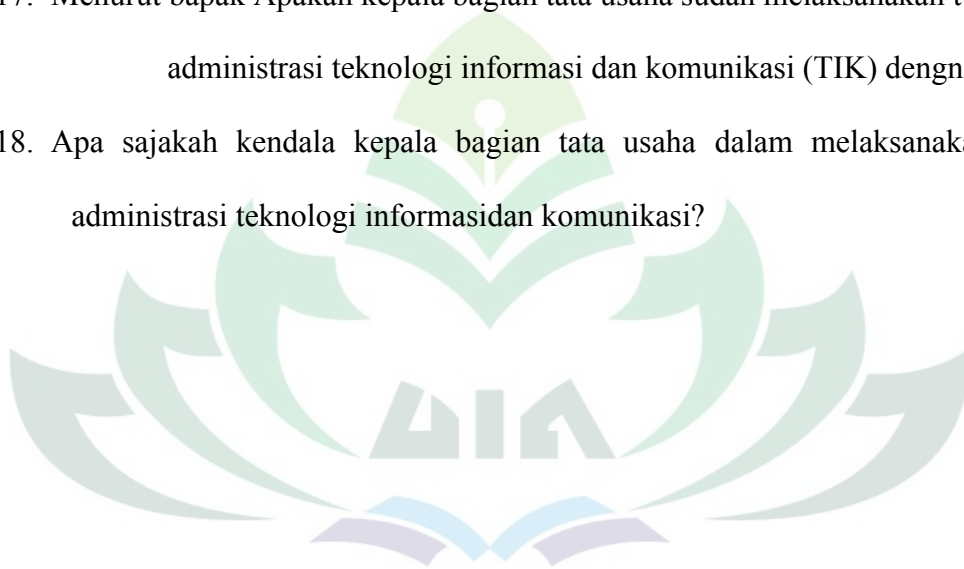 17. Menurut bapak Apakah kepala bagian tata usaha sudah melaksanakan
administrasi teknologi informasi dan komunikasi (TIK) dengn
18. Apa sajakah kendala kepala bagian tata usaha dalam
administrasi teknologi informasidan komunikasi?
UIN